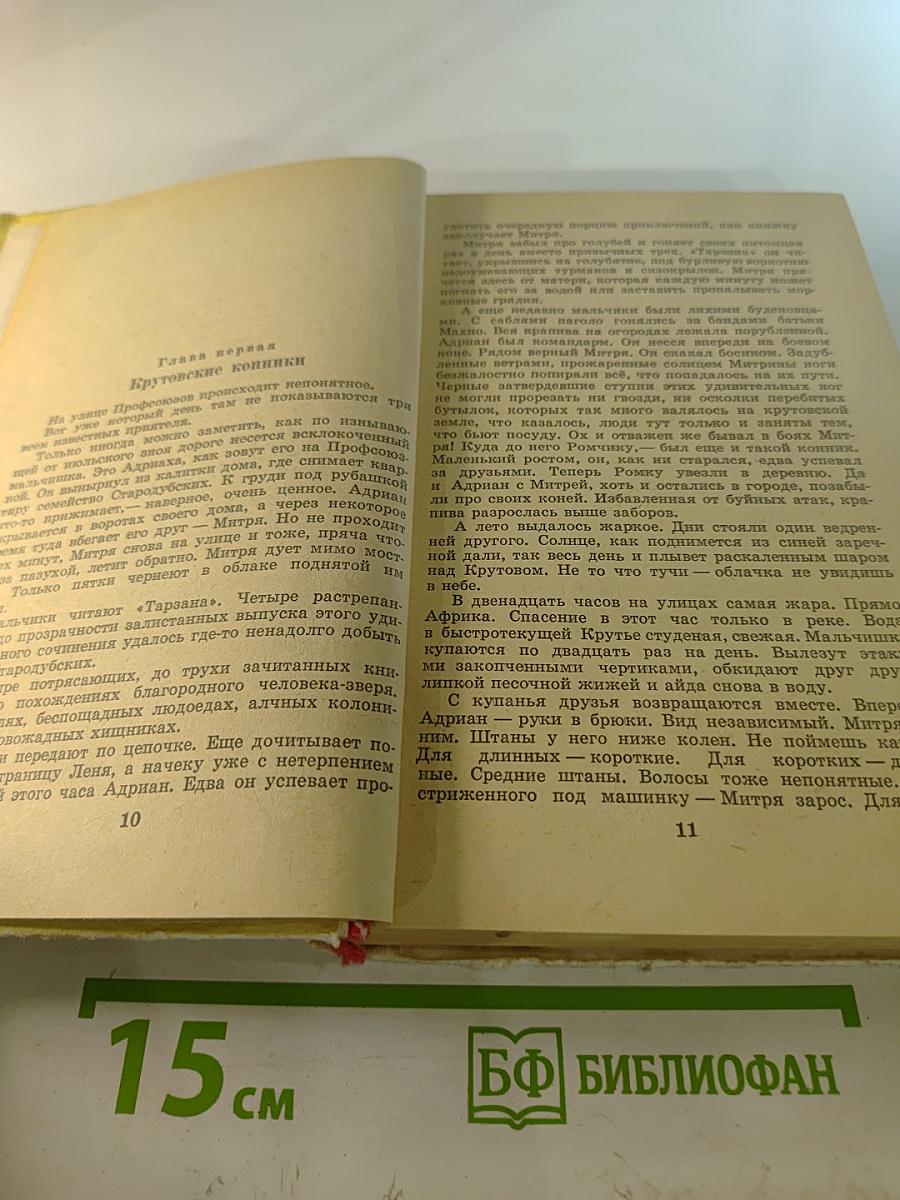 Глава первая
Крутовские конники
На улице Профсоюзов происходит непонятное.
Вот уже который день там не показываются три
всем известных приятеля.
Только иногда можно заметить, как по изнываю-
щей от июльского зноя дороге несется всклокоченный
мальчишка. Это Адриаха, как зовут его на Профсоюз-
ной. Он вынырнул из калитки дома, где снимает квар-
тиру семейство Стародубских. К груди под рубашкой
что-то прижимает,— наверное, очень ценное. Адриан
скрывается в воротах своего дома, а через некоторое
время туда вбегает его друг — Митря. Но не проходит
ех минут, Митря снова на улице и тоже, пряча что-
за пазухой, летит обратно. Митря дует мимо мост-
Только пятки чернеют в облаке поднятой им
и.
альчики читают «Тарзана». Четыре растрепан-
до прозрачности залистанных выпуска этого уди-
ного сочинения удалось где-то ненадолго добыть
тародубских.
ре потрясающих, до трухи зачитанных кни-
о похождениях благородного человека-зверя,
лях, беспощадных людоедах, алчных колони-
овожадных хищниках.
и передают по цепочке. Еще дочитывает по-
траницу Леня, а начеку уже с нетерпением
й этого часа Адриан. Едва он успевает про-
10
глотить очередную порцию приключений, как книжку
заполучает Митря.
Митря забыл про голубей и гоняет своих питомцев
раз в день вместо привычных трех. «Тарзана» он чи-
тает, укрывшись на голубятне, под бурливую воркотню
недоумевающих турманов и сизокрылок. Митря пря-
чется здесь от матери, которая каждую минуту может
погнать его за водой или заставить пропалывать мор-
ковные грядки.
А еще недавно мальчики были лихими буденовца-
ми. С саблями наголо гонялись за бандами батьки
Махно. Вся крапива на огородах лежала порубленной.
Адриан был командарм. Он несся впереди на боевом
коне. Рядом верный Митря. Он скакал босиком. Задуб-
ленные ветрами, прожаренные солнцем Митрины ноги
безжалостно попирали всё, что попадалось на их пути.
Черные затвердевшие ступни этих удивительных ног
не могли прорезать ни гвозди, ни осколки перебитых
бутылок, которых так много валялось на крутовской
земле, что казалось, люди тут только и заняты тем,
что бьют посуду. Ох и отважен же бывал в боях Мит-
ря! Куда до него Ромчику,— был еще и такой конник.
Маленький ростом, он, как ни старался, едва успевал
за друзьями. Теперь Ромку увезли в деревню. Да
и Адриан с Митрей, хоть и остались в городе, позабы-
ли про своих коней. Избавленная от буйных атак, кра-
пива разрослась выше заборов.
А лето выдалось жаркое. Дни стояли один ведрен-
ней другого. Солнце, как поднимется из синей зареч-
ной дали, так весь день и плывет раскаленным шаром
над Крутовом. Не то что тучи — облачка не увидишь
в небе.
В двенадцать часов на улицах самая жара. Прямо
Африка. Спасение в этот час только в реке. Вода
в быстротекущей Крутье студеная, свежая. Мальчишк
купаются по двадцать раз на день. Вылезут этак
ми закопченными чертиками, обкидают друг дру
липкой песочной жижей и айда снова в воду.
С купанья друзья возвращаются вместе. Впере
Адриан — руки в брюки. Вид независимый. Митря
ним. Штаны у него ниже колен. Не поймешь ка
Для длинных — короткие. Для коротких — д
ные. Средние штаны. Волосы тоже непонятные.
стриженного под машинку — Митря зарос. Для
11
15 см
БФ БИБЛИОФАН